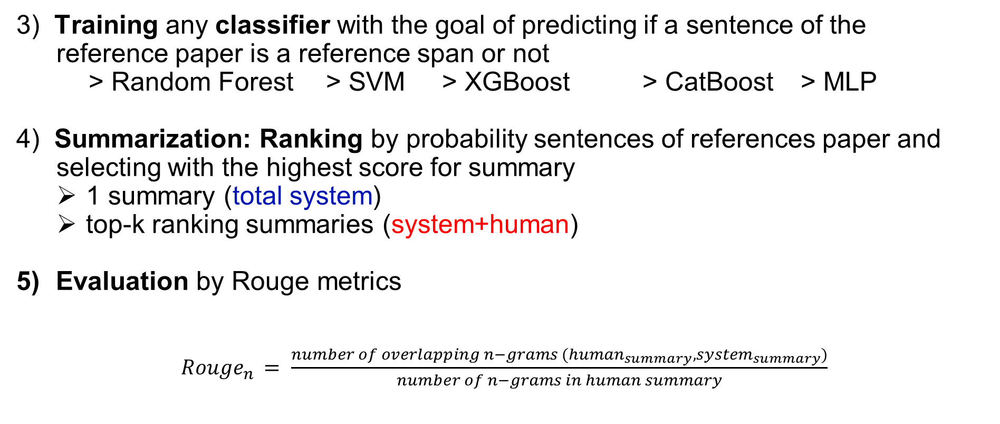 3) Training any classifier with the goal of predicting if a sentence of the
reference paper is a reference span or not
> Random Forest > SVM > XGBoost > CatBoost > MLP
4) Summarization: Ranking by probability sentences of references paper and
selecting with the highest score for summary
➢ 1 summary (total system)
➢ top-k ranking summaries (system+human)
5) Evaluation by Rouge metrics
Rouge_n = \frac{number of overlapping n−grams (human_{summary},system_{summary})}{number of n−grams in human summary}